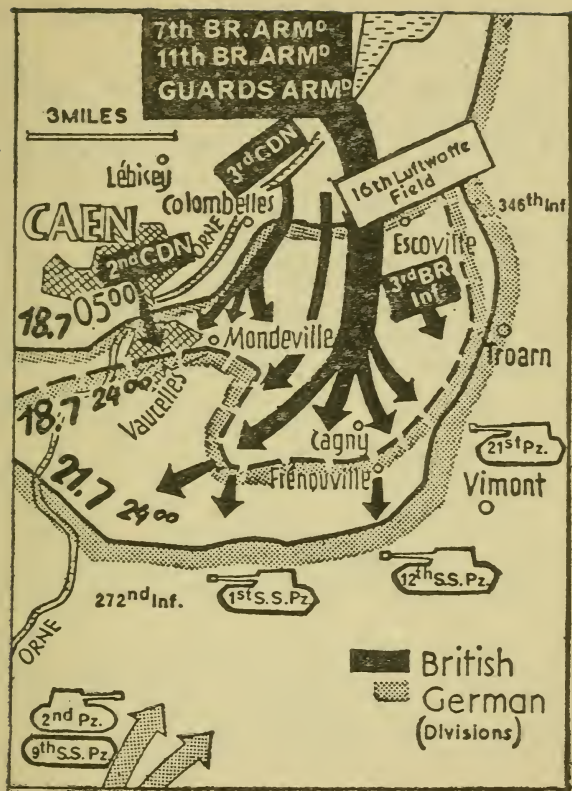 7th BR. ARMD
11th BR. ARMD
GUARDS ARMD
3 MILES
3rd CDN
Lébisey
Colombelles
16th Luftwaffe
Field
346th Inf
CAEN
2nd CDN
ORNE
Escoville
3rd BR
Inf.
18.7 0500
Mondeville
Troarn
18.7 2400
Vaucelles
Cagny
21st Pz.
21.7 2400
Frénouville
Vimont
272nd Inf.
1st S.S. Pz.
12th S.S. Pz.
ORNE
2nd Pz.
9th S.S. Pz.
British
German
(Divisions)